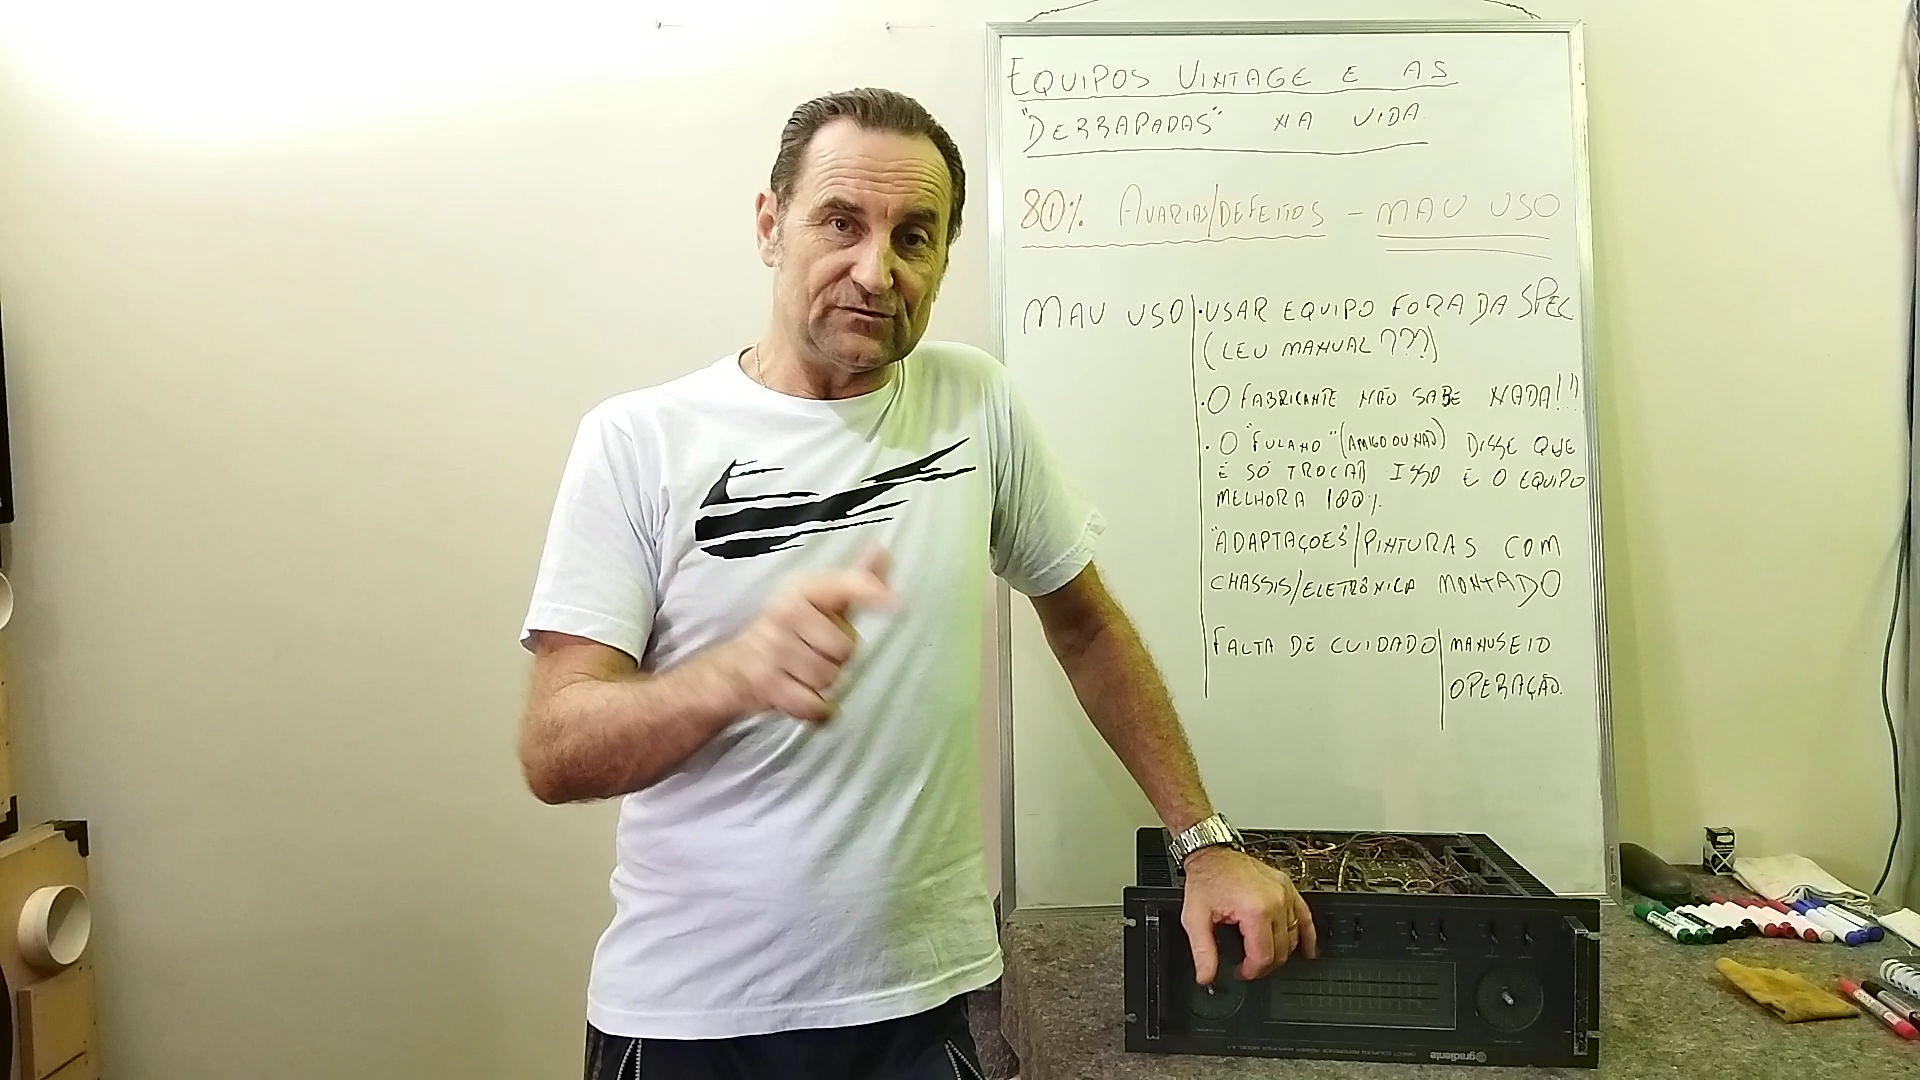 EQUIPOS VINTAGE E AS
"DERRAPADAS" NA VIDA
80% AVARIAS/DEFEITOS - MAU USO
MAU USO
• USAR EQUIPO FORA DA SPEC
(LEU MANUAL ???)
• O FABRICANTE NÃO SABE NADA!!!
• O "FULANO" (AMIGO OU NÃO) DISSE QUE
É SÓ TROCAR ISSO E O EQUIPO
MELHORA 100%.
"ADAPTAÇÕES"/PINTURAS COM
CHASSIS/ELETRÔNICA MONTADO
FALTA DE CUIDADO
MANUSEIO
OPERAÇÃO.
gradiente